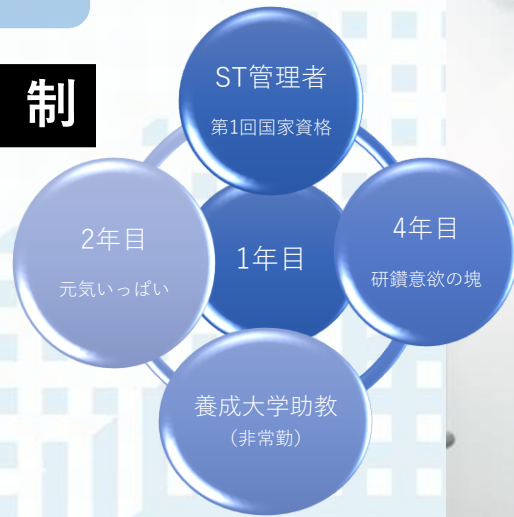 制
ST管理者
第1回国家資格
2年目
元気いっぱい
1年目
4年目
研鑽意欲の塊
養成大学助教
（非常勤）